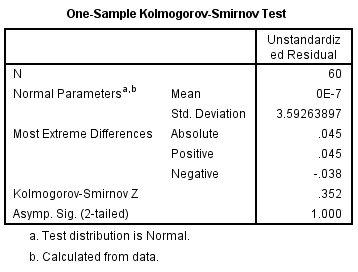 One-Sample Kolmogorov-Smirnov Test
Unstandardiz
ed Residual
N 60
Normal Parametersa,b Mean 0E-7
Std. Deviation 3.59263897
Most Extreme Differences Absolute .045
Positive .045
Negative -.038
Kolmogorov-Smirnov Z .352
Asymp. Sig. (2-tailed) 1.000
a. Test distribution is Normal.
b. Calculated from data.